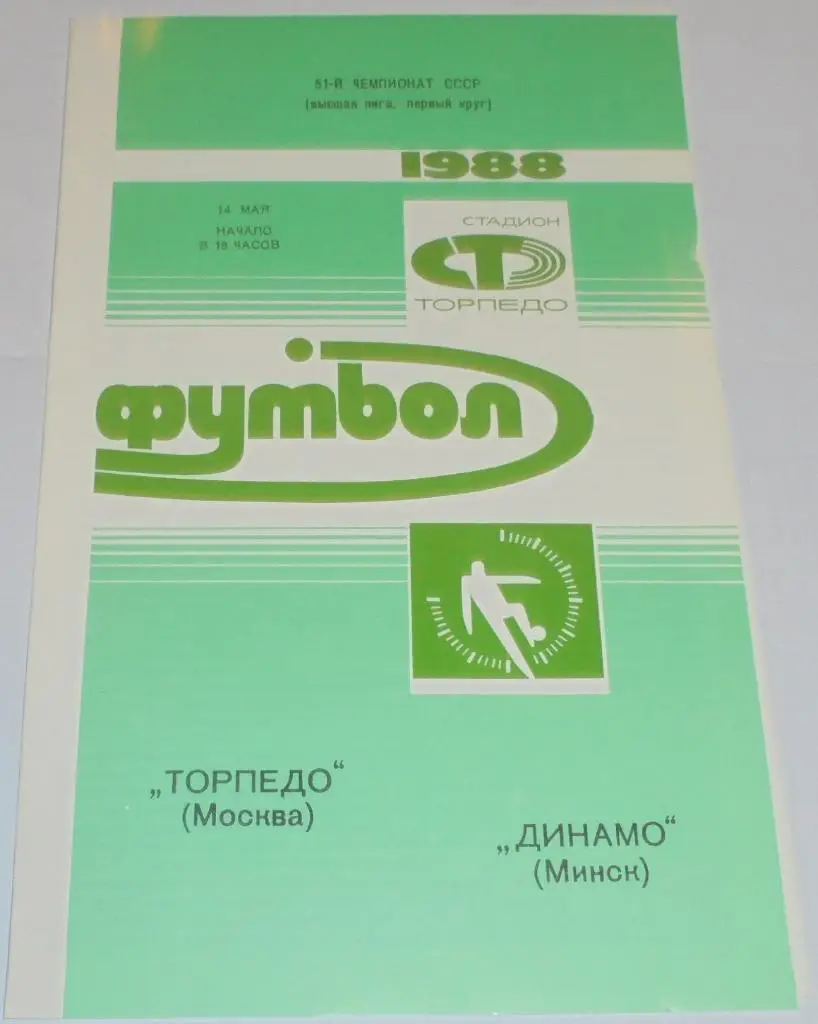 51-Й ЧЕМПИОНАТ СССР
(высшая лига, первый круг)
1988
14 МАЯ
НАЧАЛО
В 18 ЧАСОВ
СТАДИОН
СТ
ТОРПЕДО
футбол
„ТОРПЕДО“
(Москва)
„ДИНАМО“
(Минск)